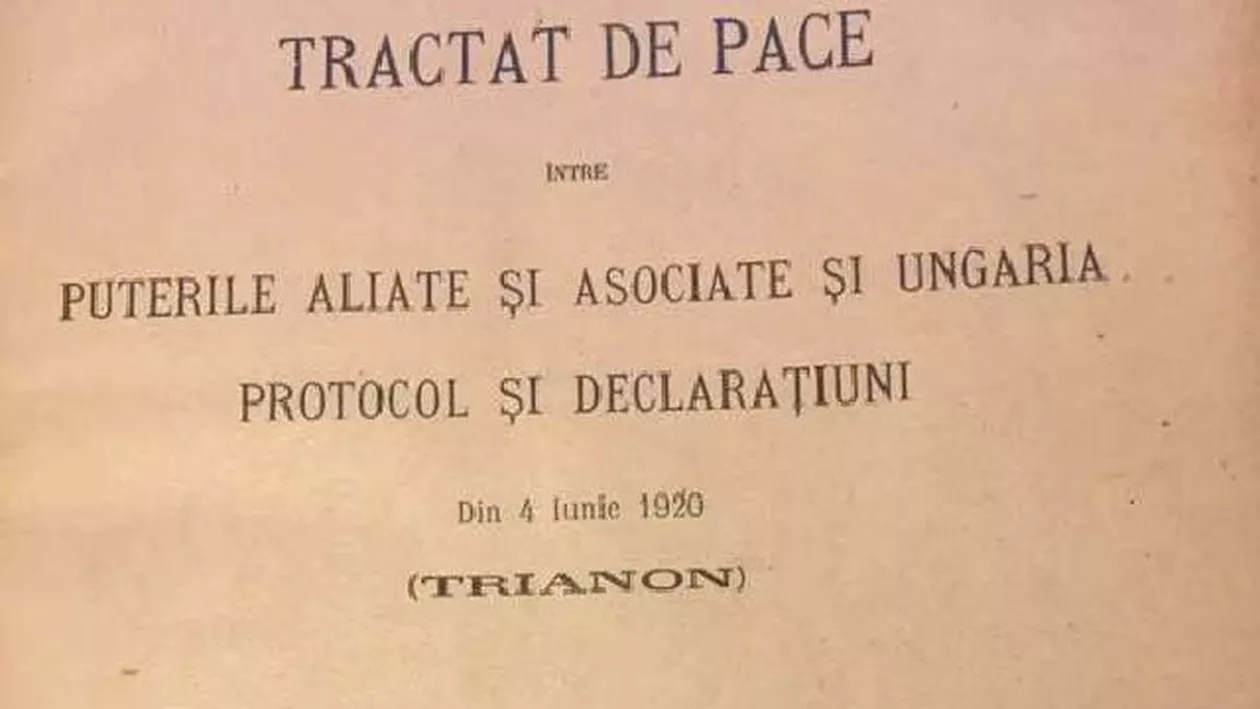 TRACTAT DE PACE
ÎNTRE
PUTERILE ALIATE ŞI ASOCIATE ŞI UNGARIA
PROTOCOL ŞI DECLARAŢIUNI
Din 4 Iunie 1920
(TRIANON)